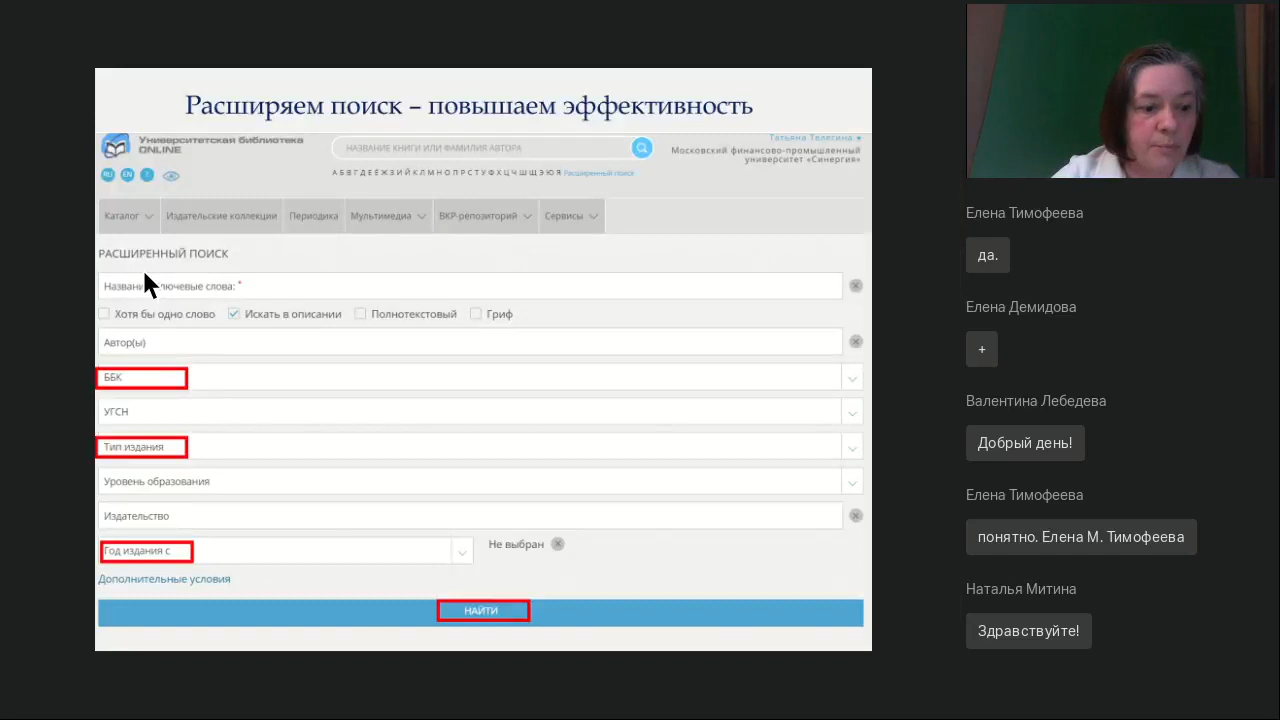 Расширяем поиск – повышаем эффективность
Университетская библиотека
ONLINE
НАЗВАНИЕ КНИГИ ИЛИ ФАМИЛИЯ АВТОРА
Татьяна Телегина
Московский финансово-промышленный
университет «Синергия»
RU EN f
А Б В Г Д Е Ё Ж З И Й К Л М Н О П Р С Т У Ф Х Ц Ч Ш Щ Э Ю Я Расширенный поиск
Каталог Издательские коллекции Периодика Мультимедиа ВКР-репозиторий Сервисы
РАСШИРЕННЫЙ ПОИСК
Название ключевые слова: *
Хотя бы одно слово Искать в описании Полнотекстовый Гриф
Автор(ы)
ББК
УГСН
Тип издания
Уровень образования
Издательство
Год издания с Не выбран
Дополнительные условия
НАЙТИ
Елена Тимофеева
да.
Елена Демидова
+
Валентина Лебедева
Добрый день!
Елена Тимофеева
понятно. Елена М. Тимофеева
Наталья Митина
Здравствуйте!